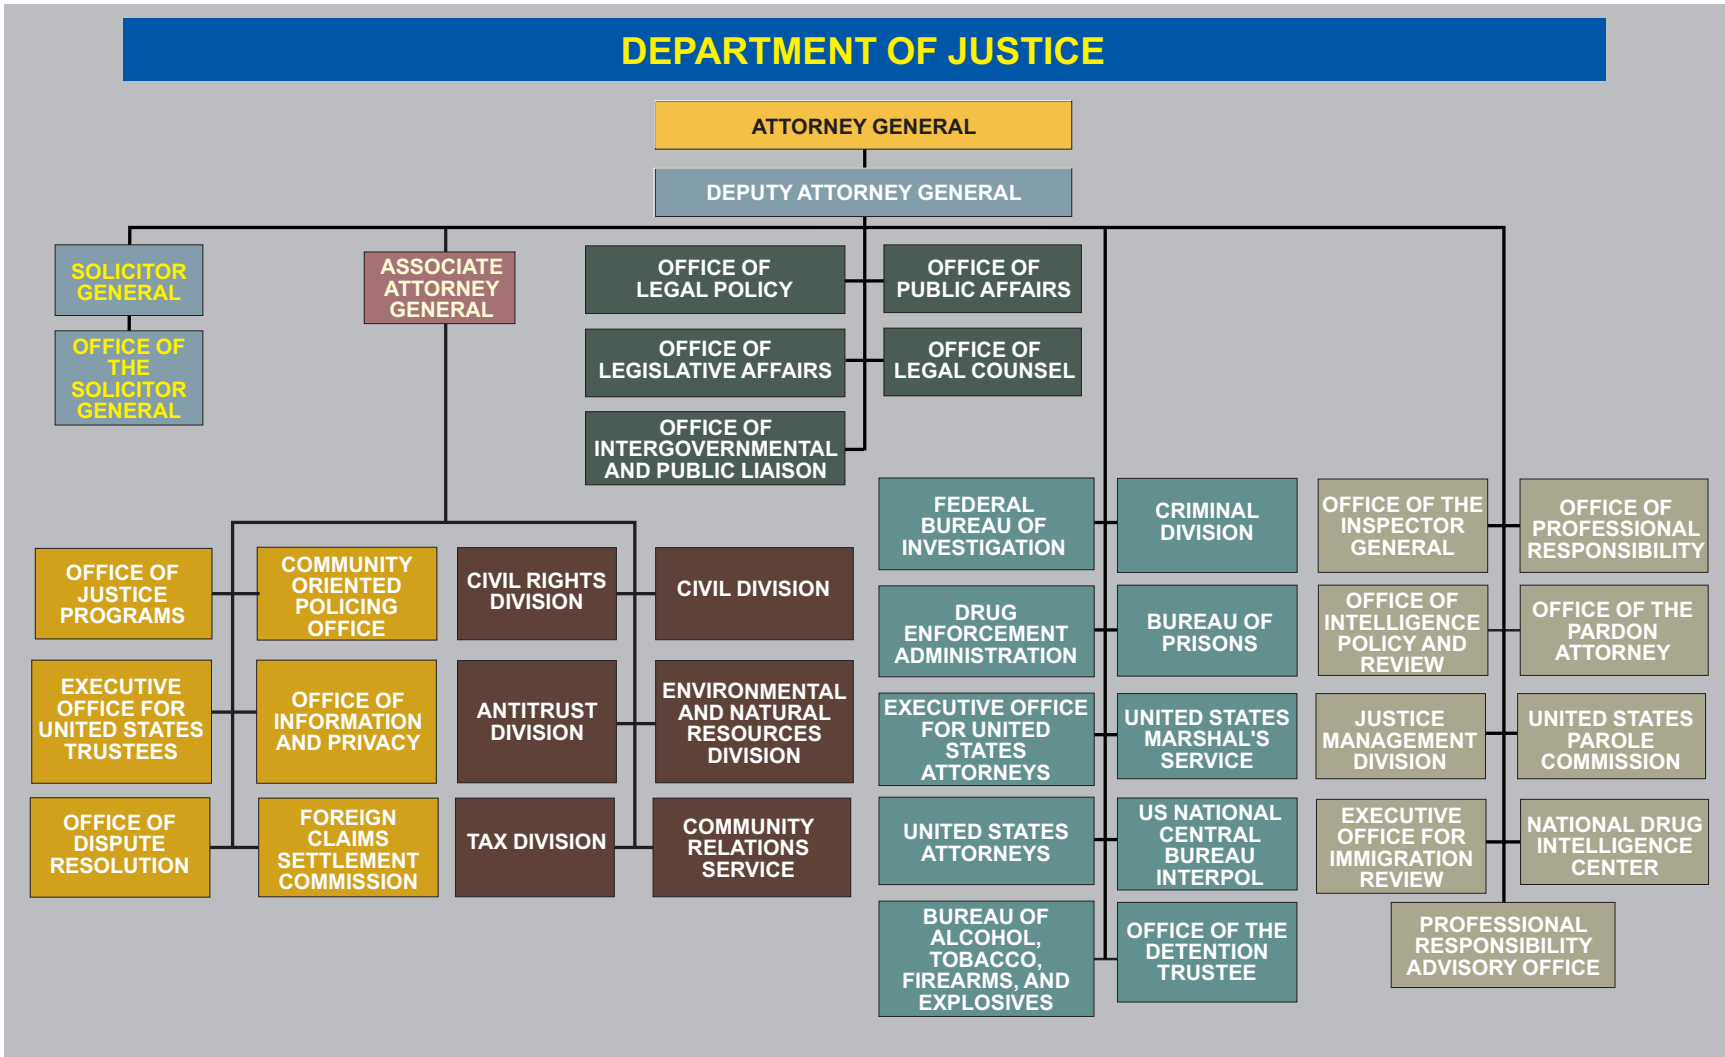 DEPARTMENT OF JUSTICE
ATTORNEY GENERAL
DEPUTY ATTORNEY GENERAL
SOLICITOR
GENERAL
OFFICE OF
THE
SOLICITOR
GENERAL
ASSOCIATE
ATTORNEY
GENERAL
OFFICE OF
LEGAL POLICY
OFFICE OF
PUBLIC AFFAIRS
OFFICE OF
LEGISLATIVE AFFAIRS
OFFICE OF
LEGAL COUNSEL
OFFICE OF
INTERGOVERNMENTAL
AND PUBLIC LIAISON
OFFICE OF
JUSTICE
PROGRAMS
COMMUNITY
ORIENTED
POLICING
OFFICE
EXECUTIVE
OFFICE FOR
UNITED STATES
TRUSTEES
OFFICE OF
INFORMATION
AND PRIVACY
OFFICE OF
DISPUTE
RESOLUTION
FOREIGN
CLAIMS
SETTLEMENT
COMMISSION
CIVIL RIGHTS
DIVISION
CIVIL DIVISION
ANTITRUST
DIVISION
ENVIRONMENTAL
AND NATURAL
RESOURCES
DIVISION
TAX DIVISION
COMMUNITY
RELATIONS
SERVICE
FEDERAL
BUREAU OF
INVESTIGATION
CRIMINAL
DIVISION
DRUG
ENFORCEMENT
ADMINISTRATION
BUREAU OF
PRISONS
EXECUTIVE OFFICE
FOR UNITED
STATES
ATTORNEYS
UNITED STATES
MARSHAL'S
SERVICE
UNITED STATES
ATTORNEYS
US NATIONAL
CENTRAL
BUREAU
INTERPOL
BUREAU OF
ALCOHOL,
TOBACCO,
FIREARMS, AND
EXPLOSIVES
OFFICE OF THE
DETENTION
TRUSTEE
OFFICE OF THE
INSPECTOR
GENERAL
OFFICE OF
PROFESSIONAL
RESPONSIBILITY
OFFICE OF
INTELLIGENCE
POLICY AND
REVIEW
OFFICE OF THE
PARDON
ATTORNEY
JUSTICE
MANAGEMENT
DIVISION
UNITED STATES
PAROLE
COMMISSION
EXECUTIVE
OFFICE FOR
IMMIGRATION
REVIEW
NATIONAL DRUG
INTELLIGENCE
CENTER
PROFESSIONAL
RESPONSIBILITY
ADVISORY OFFICE